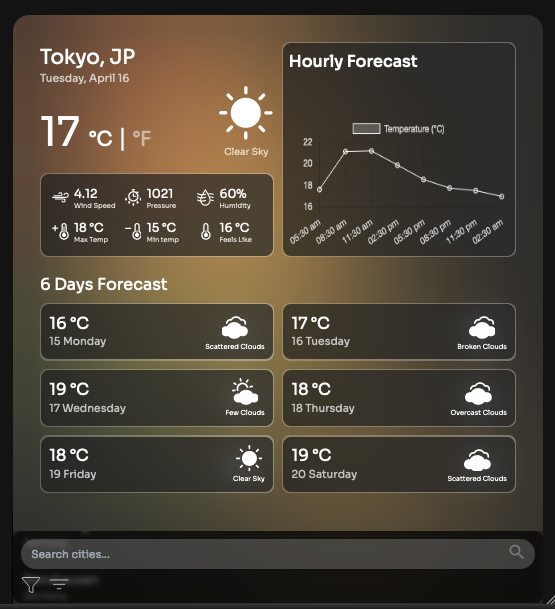 Tokyo, JP
Tuesday, April 16
17 °C | °F
Clear Sky
4.12
Wind Speed
1021
Pressure
60%
Humidity
+ 18 °C
Max Temp
- 15 °C
Min temp
16 °C
Feels Like
Hourly Forecast
Temperature (°C)
22
20
18
16
05:30 am
08:30 am
11:30 am
02:30 pm
05:30 pm
08:30 pm
11:30 pm
02:30 am
6 Days Forecast
16 °C
15 Monday
Scattered Clouds
17 °C
16 Tuesday
Broken Clouds
19 °C
17 Wednesday
Few Clouds
18 °C
18 Thursday
Overcast Clouds
18 °C
19 Friday
Clear Sky
19 °C
20 Saturday
Scattered Clouds
Search cities...